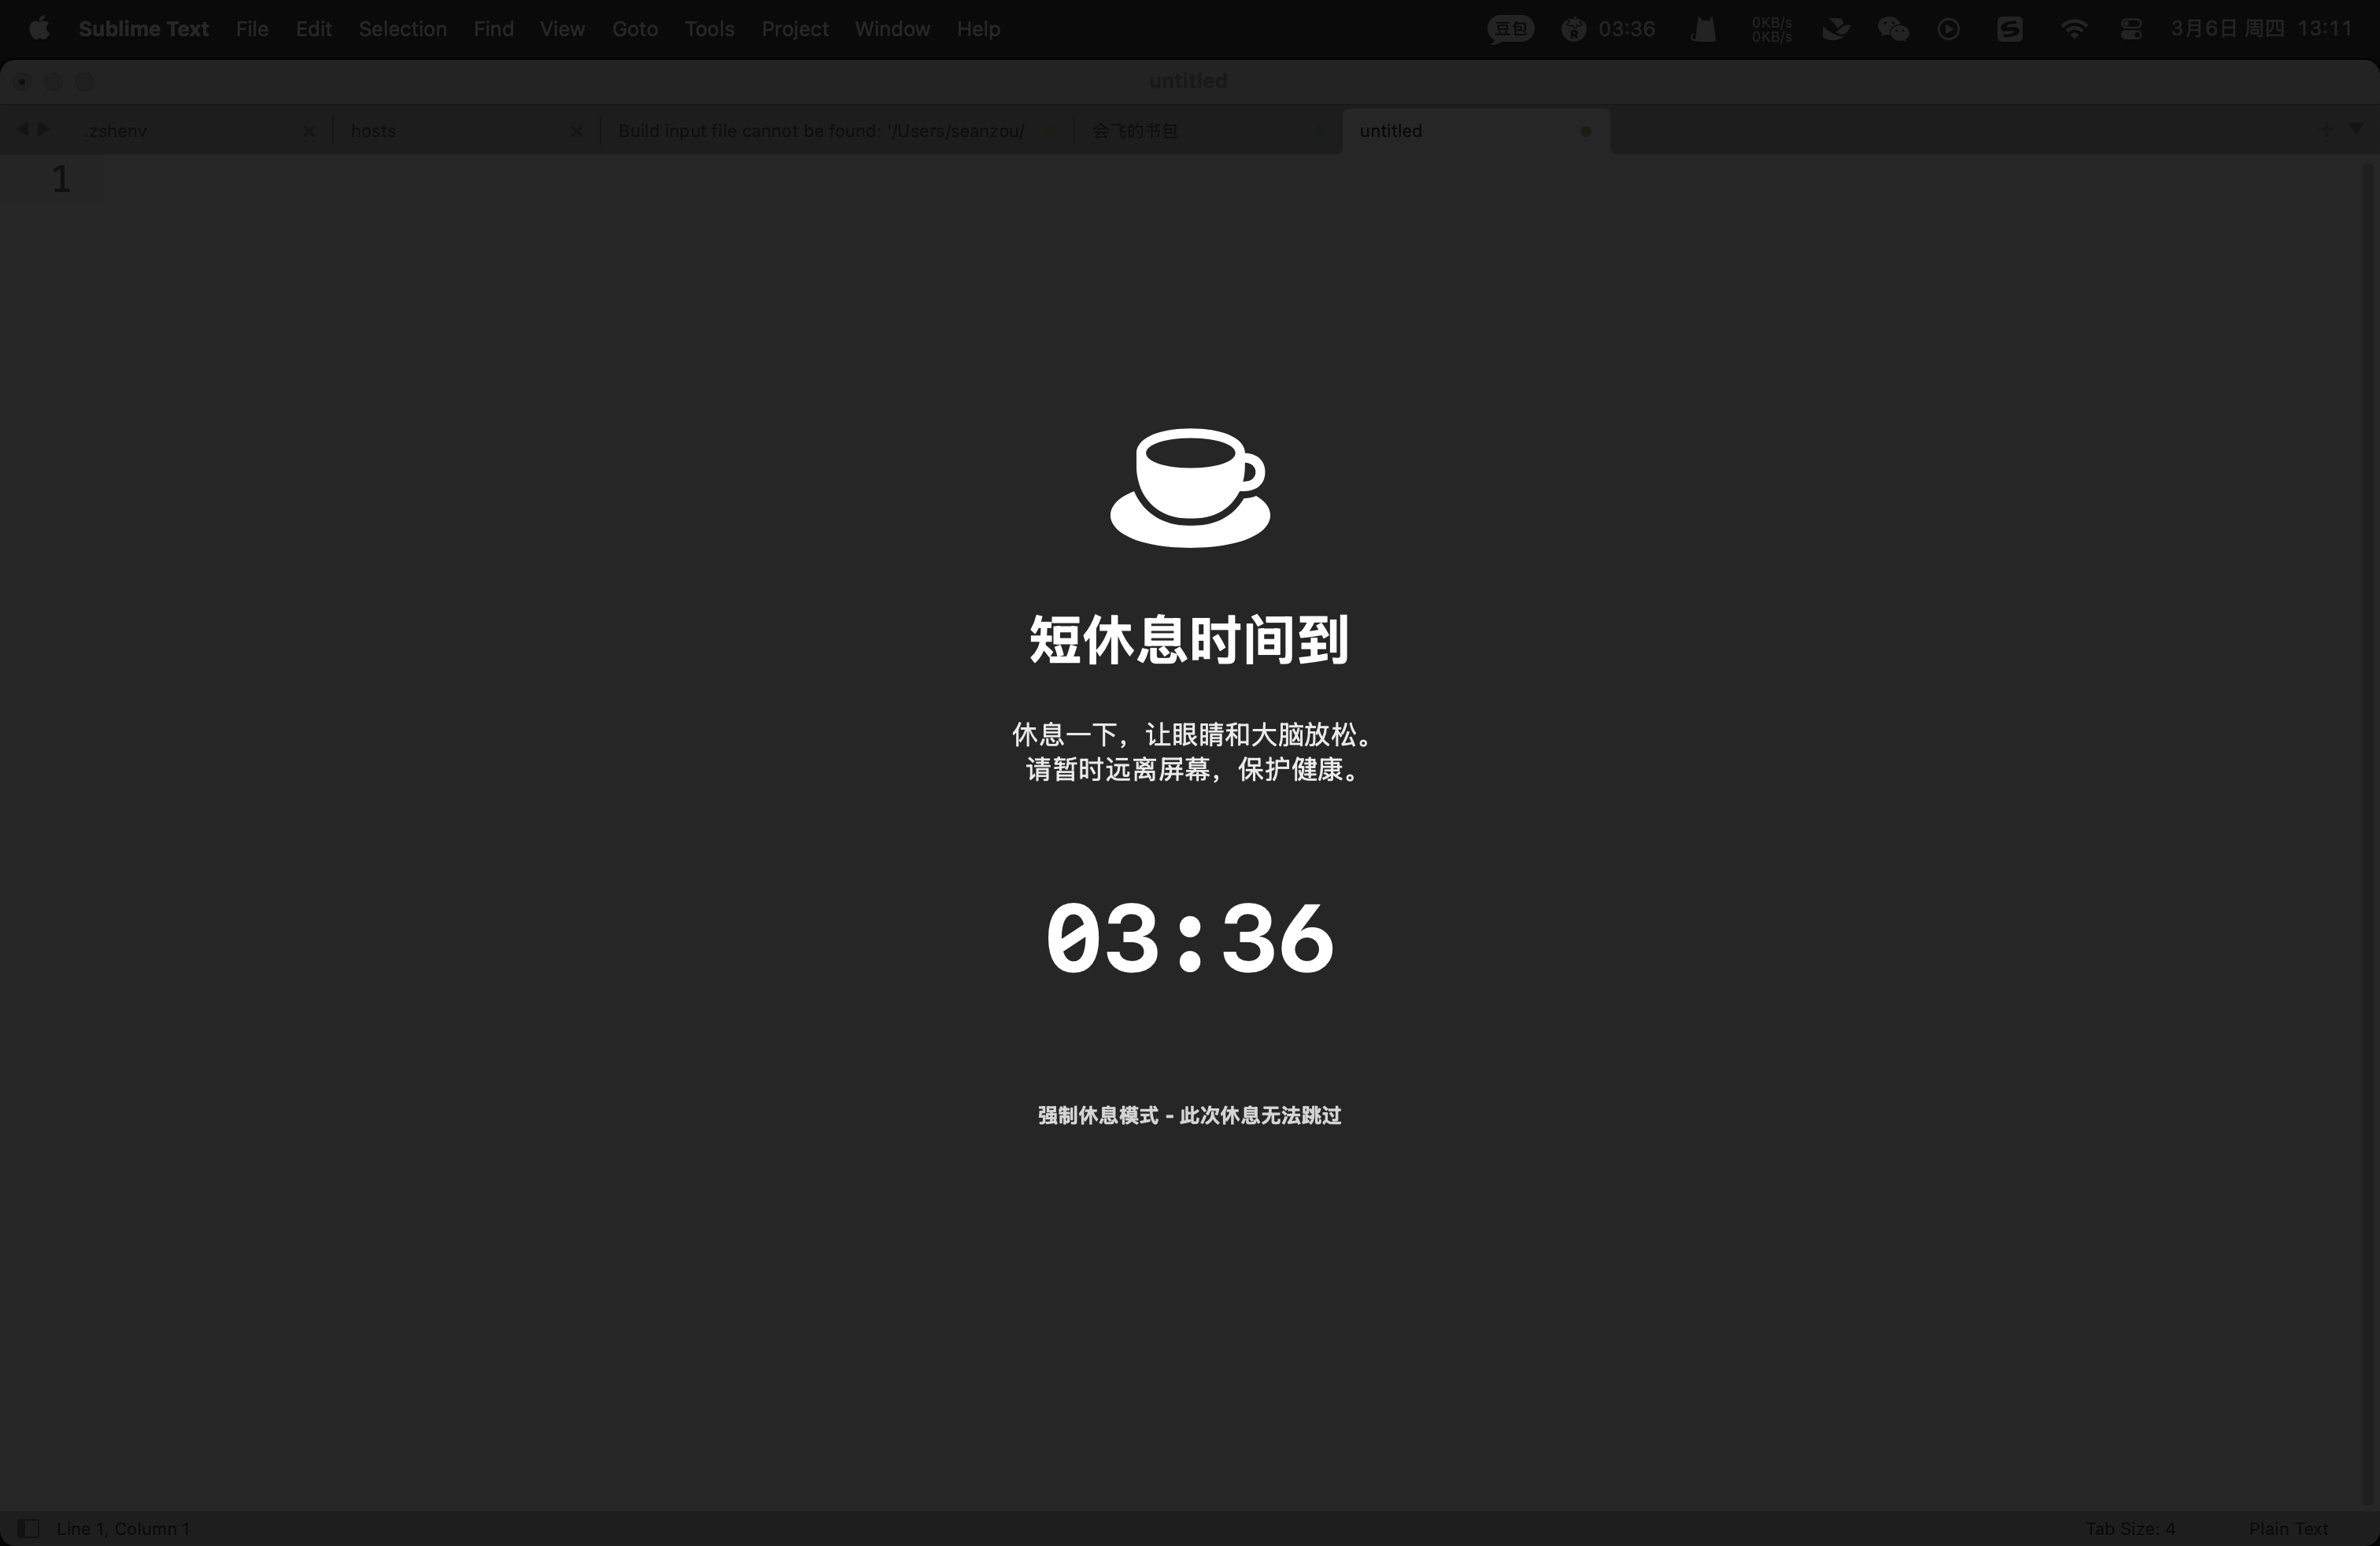 Sublime Text File Edit Selection Find View Goto Tools Project Window Help 豆包 03:36 0KB/s 0KB/s 3月6日 周四 13:11
untitled
.zshenv hosts Build input file cannot be found: '/Users/seanzou/ 会飞的书包 untitled
1
短休息时间到
休息一下，让眼睛和大脑放松。
请暂时远离屏幕，保护健康。
03:36
强制休息模式 - 此次休息无法跳过
Line 1, Column 1 Tab Size: 4 Plain Text